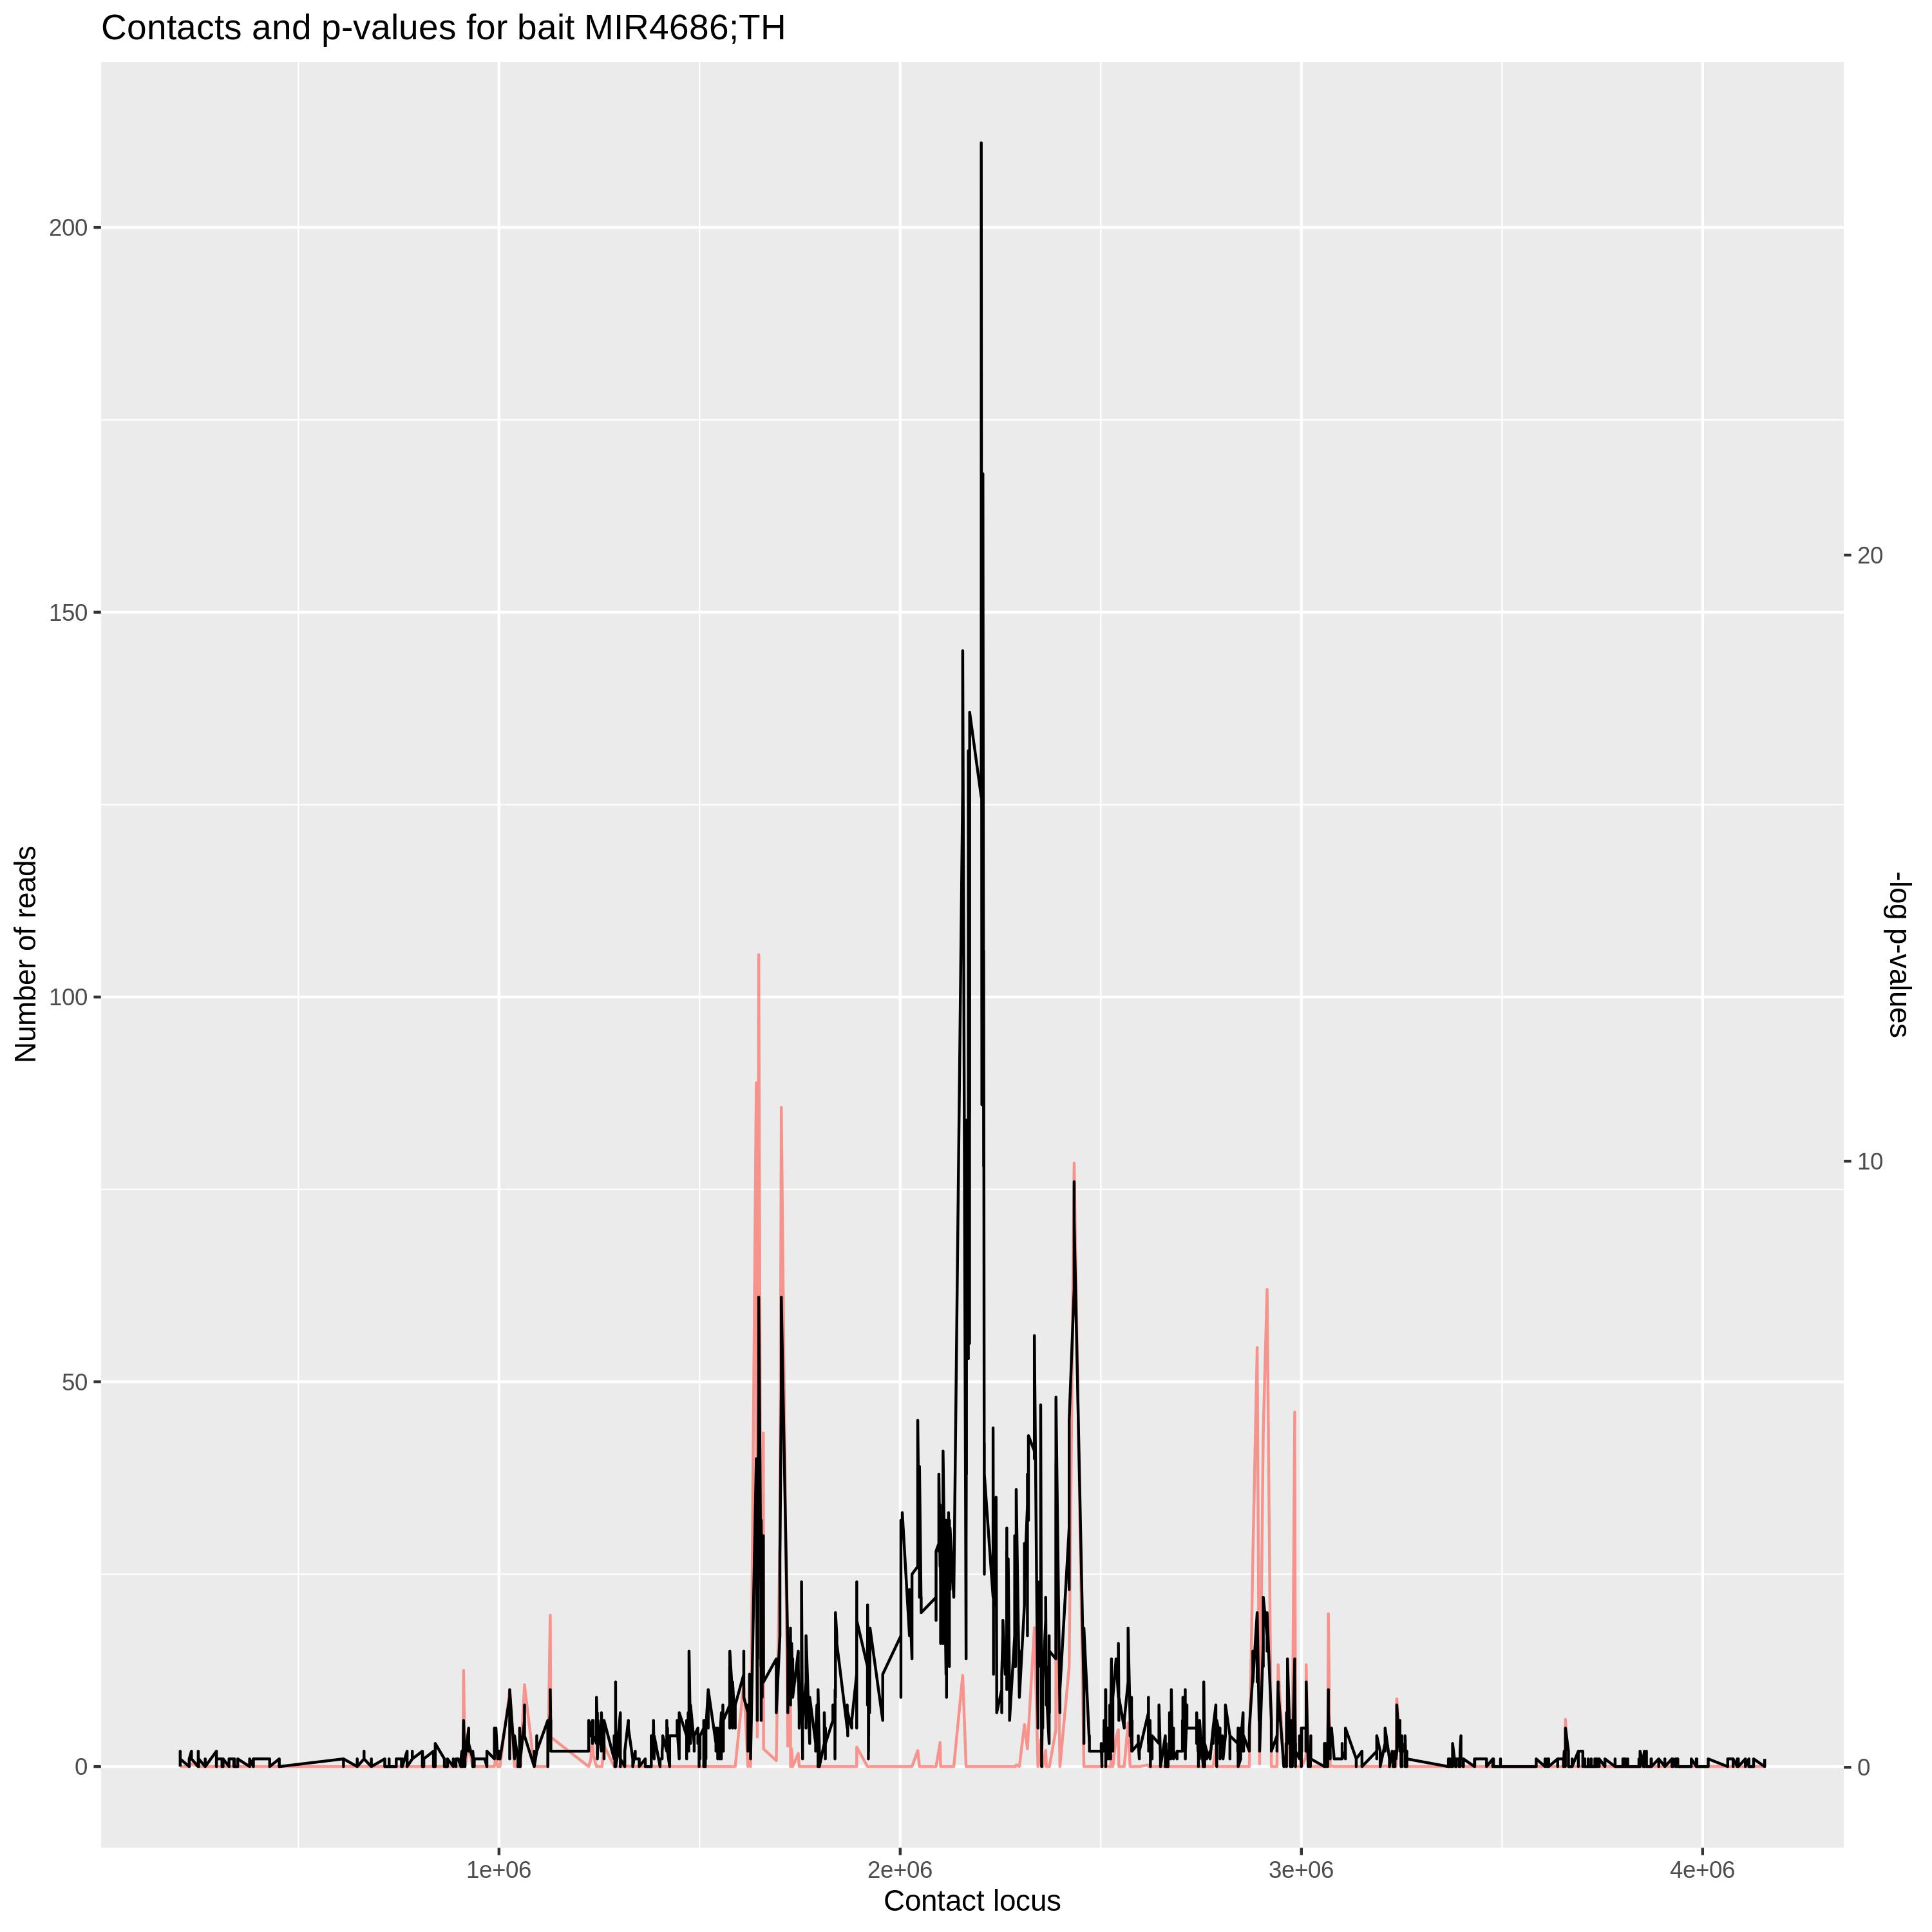 Contacts and p-values for bait MIR4686;TH
200
150
100
50
0
Number of reads
20
10
0
-log p-values
1e+06
2e+06
3e+06
4e+06
Contact locus